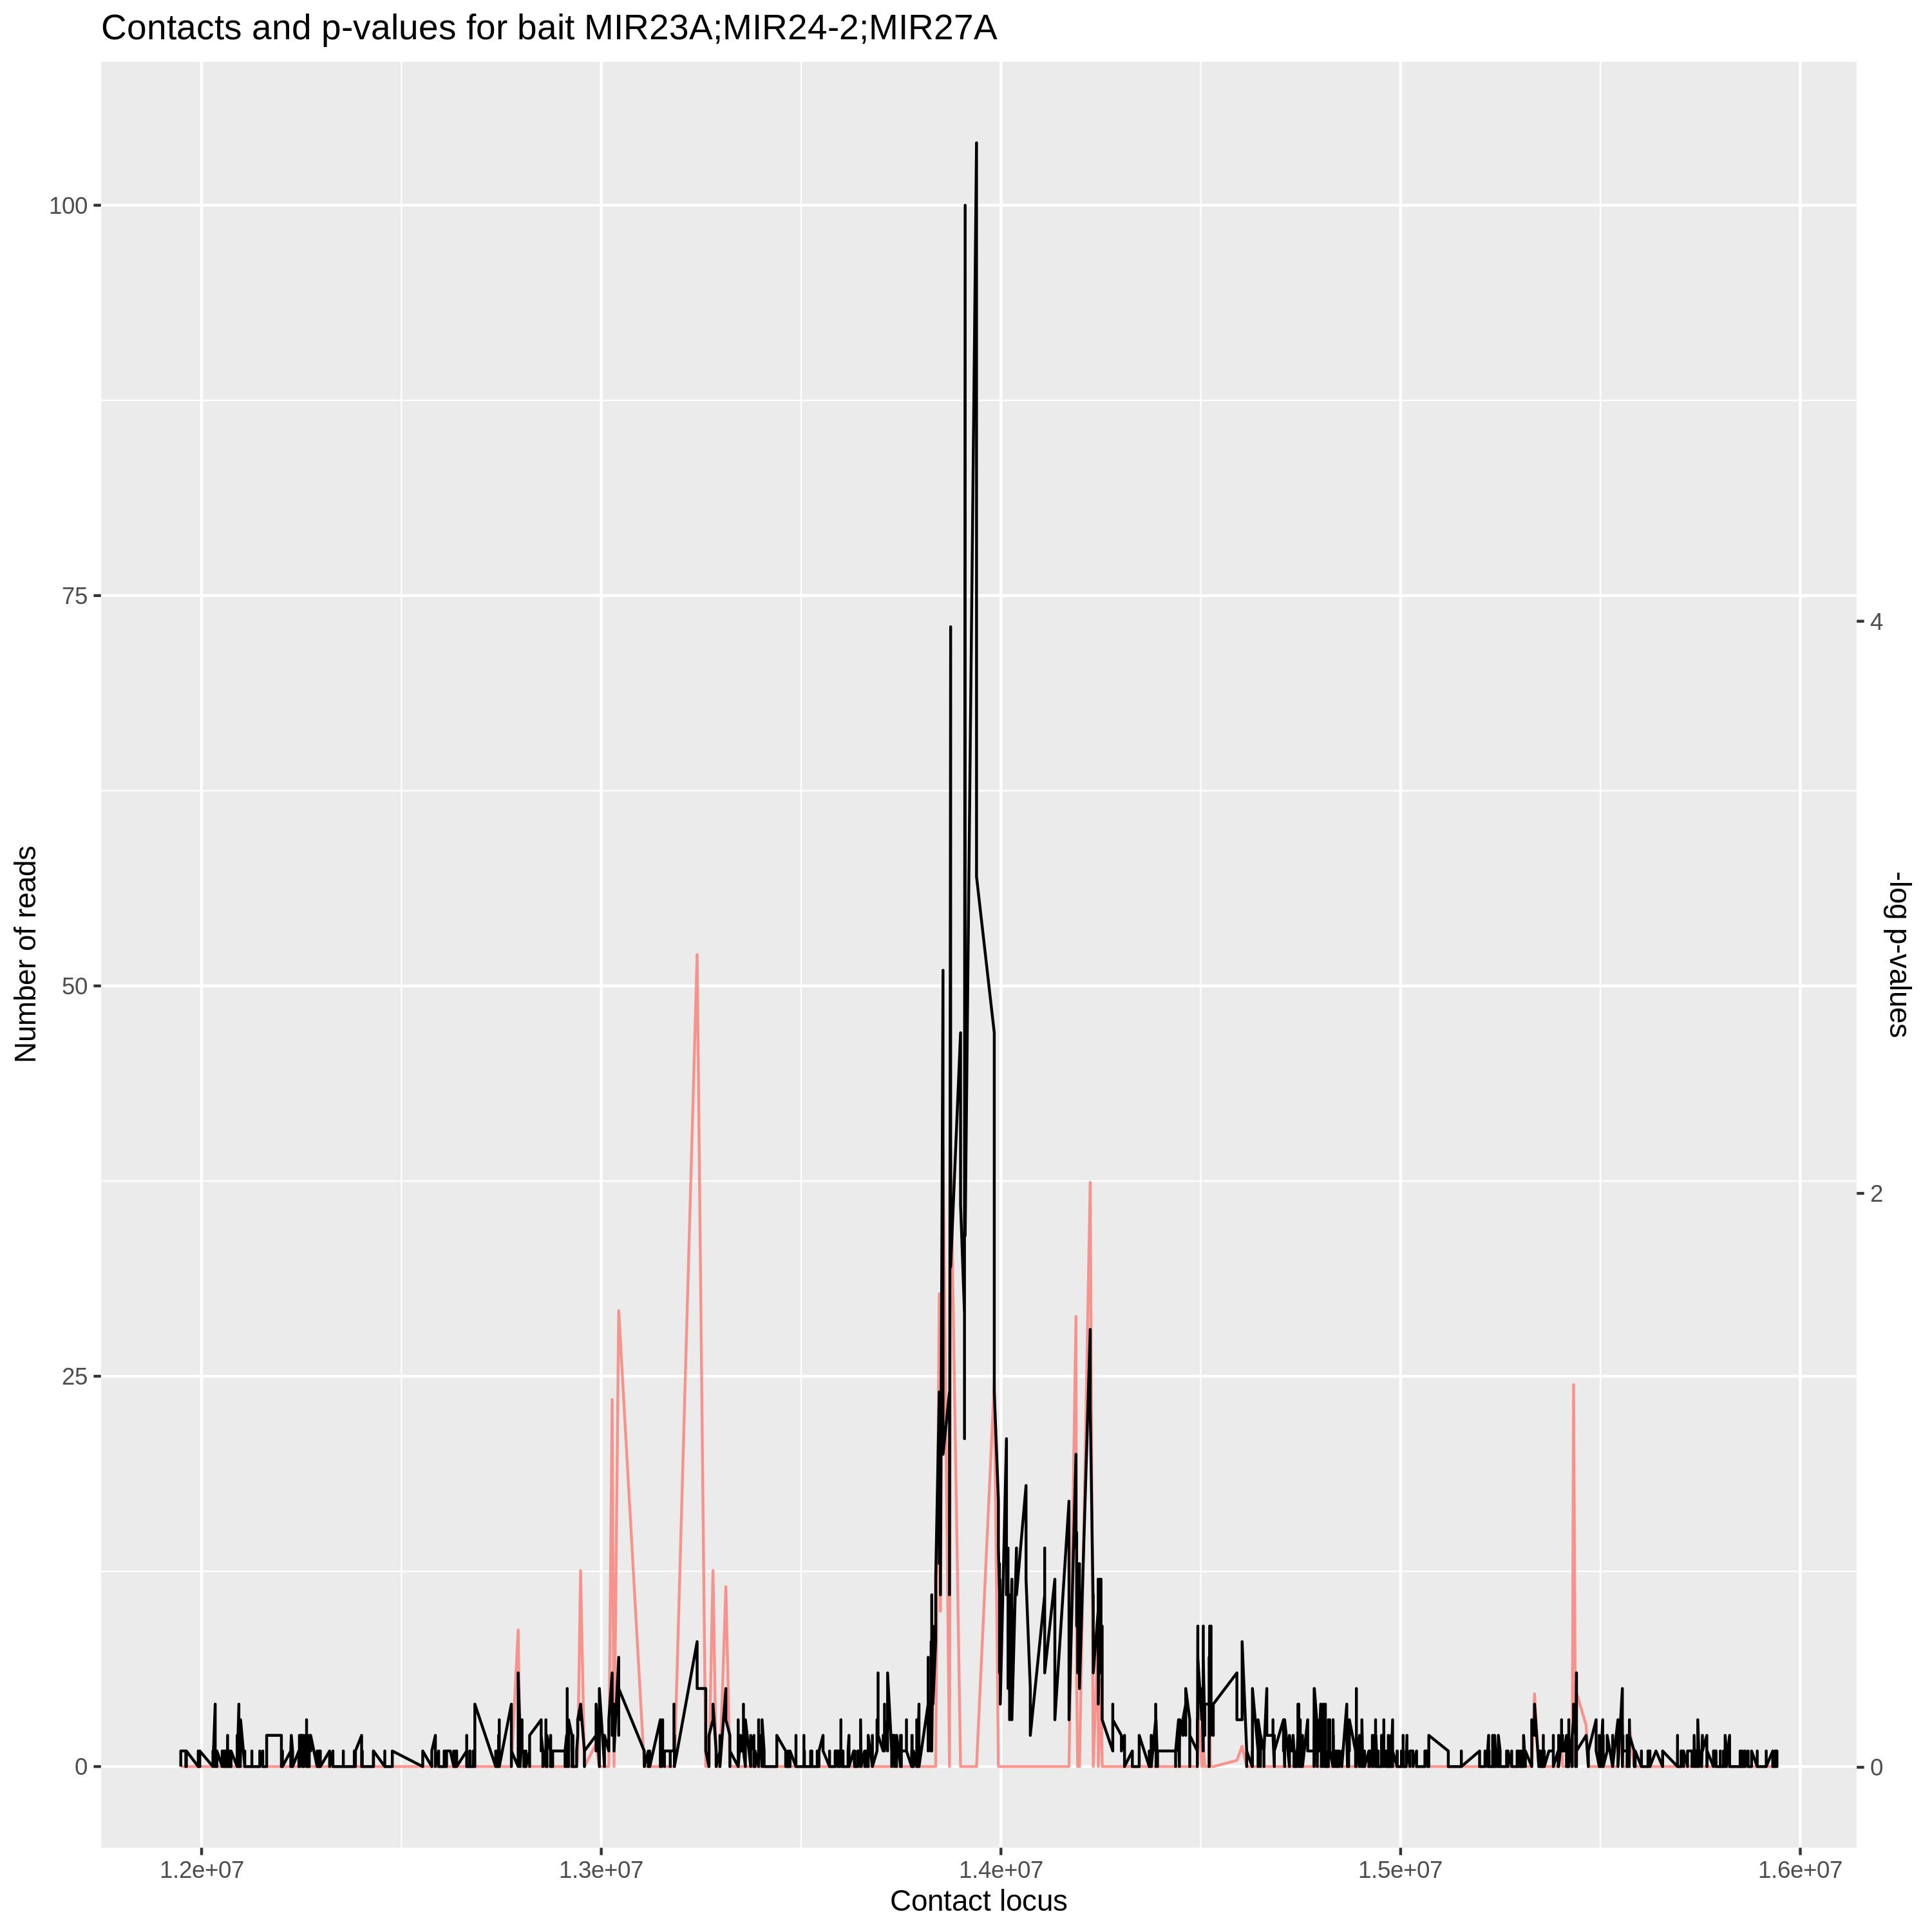 Contacts and p-values for bait MIR23A;MIR24-2;MIR27A
100
75
50
25
0
Number of reads
4
2
0
-log p-values
1.2e+07 1.3e+07 1.4e+07 1.5e+07 1.6e+07
Contact locus